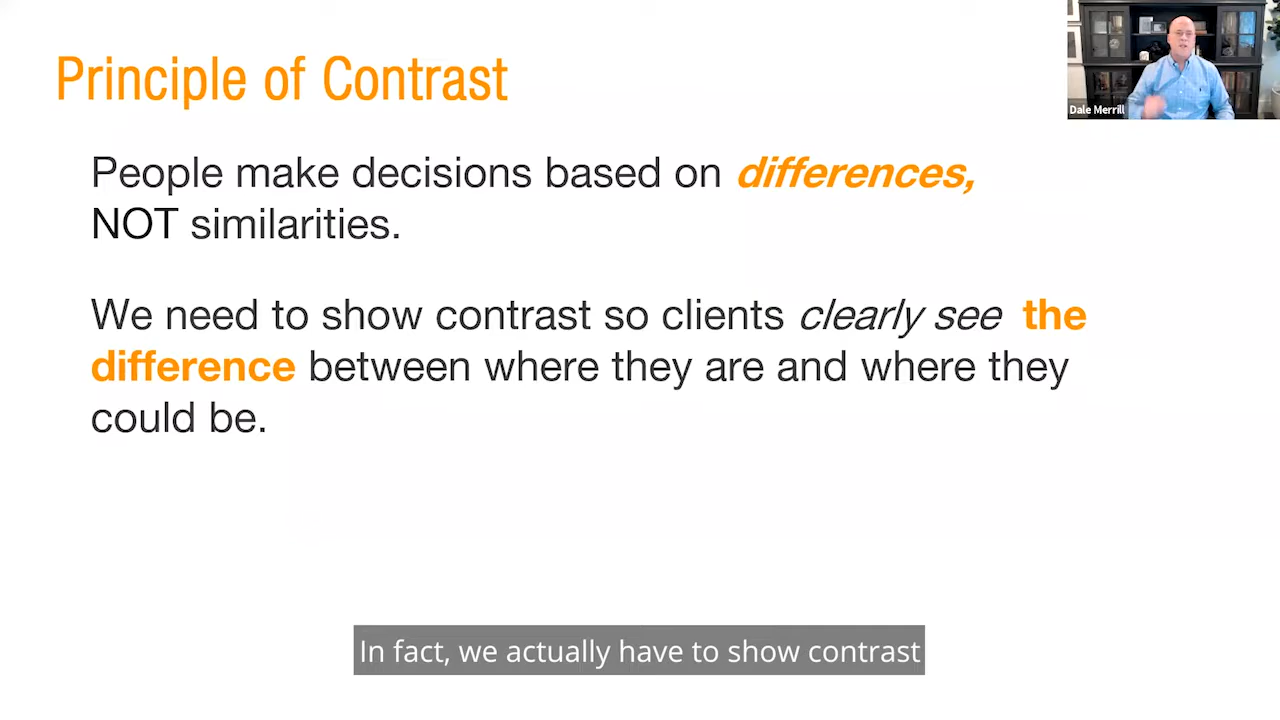 Principle of Contrast
Dale Merrill
People make decisions based on differences,
NOT similarities.
We need to show contrast so clients clearly see the
difference between where they are and where they
could be.
In fact, we actually have to show contrast